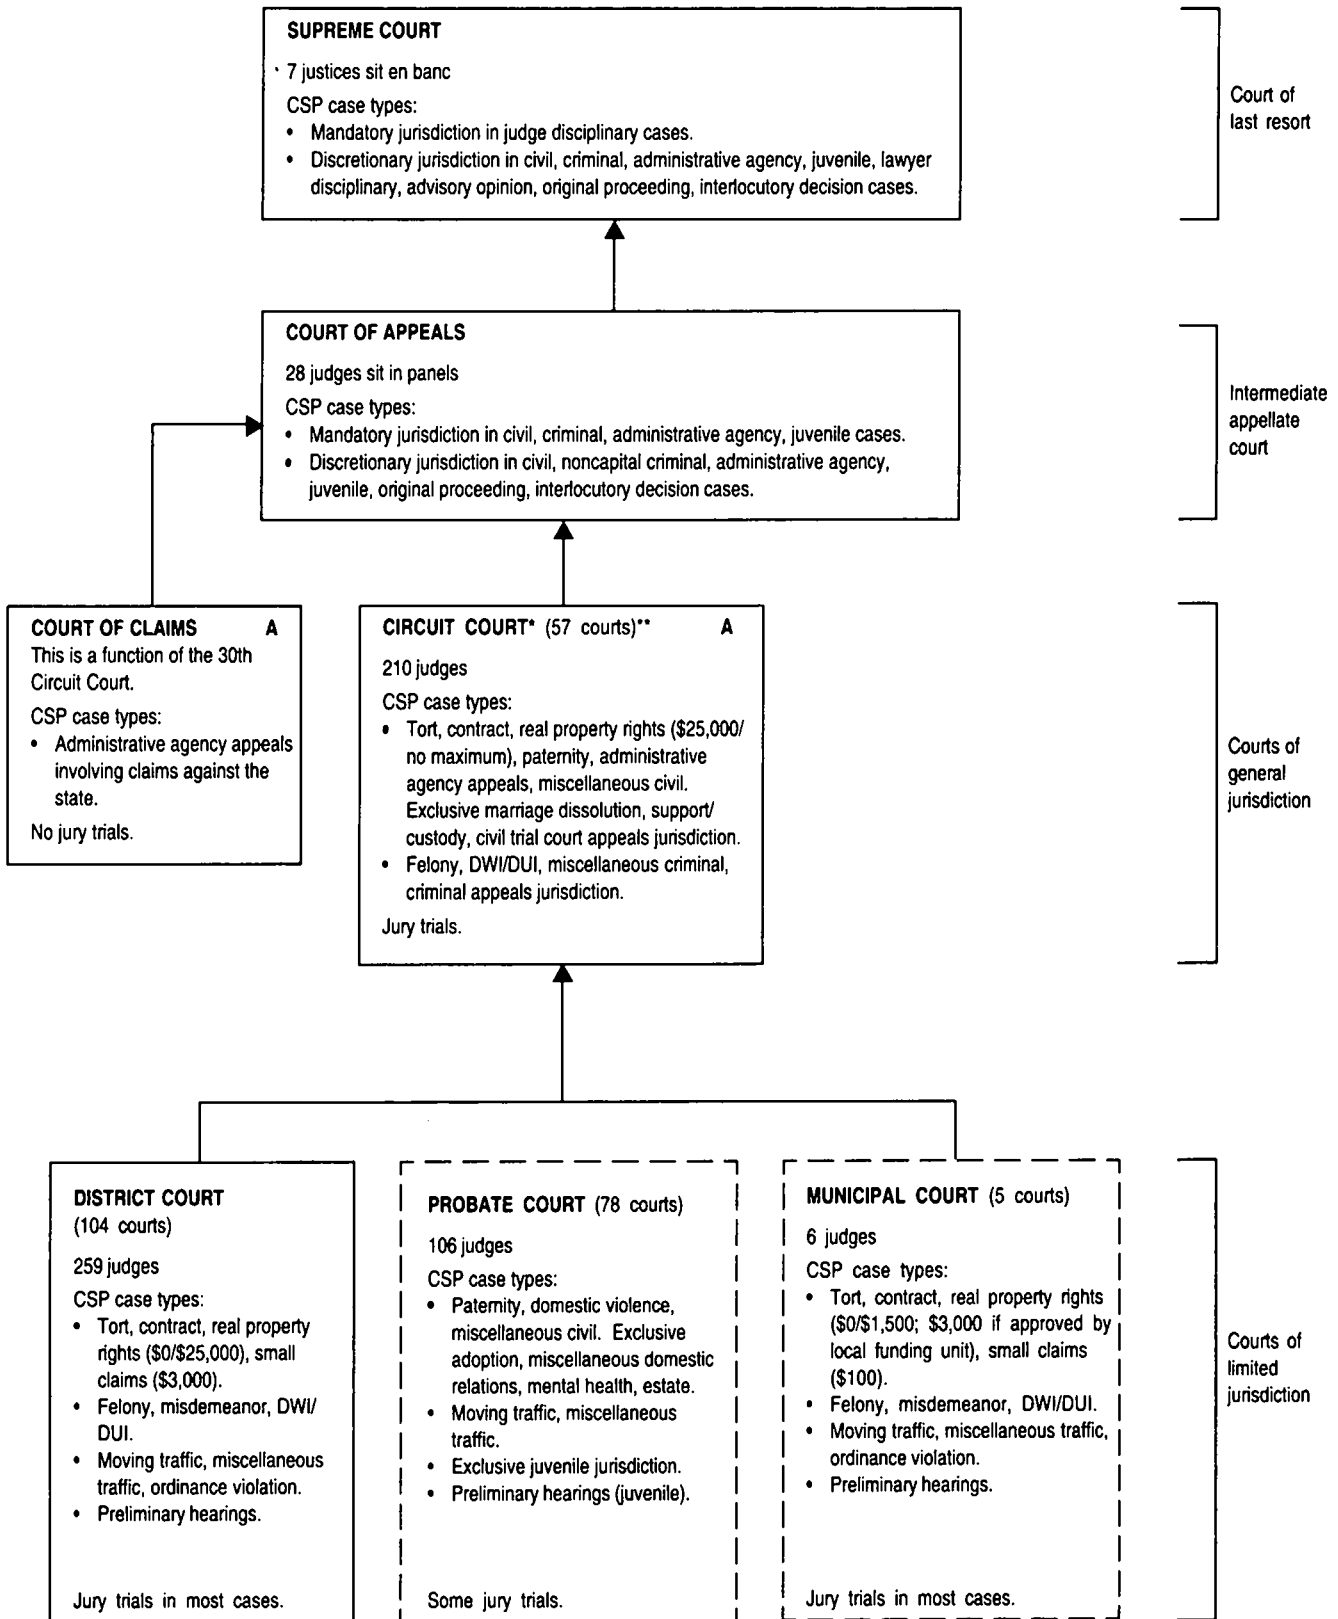 SUPREME COURT
7 justices sit en banc
CSP case types:
• Mandatory jurisdiction in judge disciplinary cases.
• Discretionary jurisdiction in civil, criminal, administrative agency, juvenile, lawyer
disciplinary, advisory opinion, original proceeding, interlocutory decision cases.
Court of
last resort
COURT OF APPEALS
28 judges sit in panels
CSP case types:
• Mandatory jurisdiction in civil, criminal, administrative agency, juvenile cases.
• Discretionary jurisdiction in civil, noncapital criminal, administrative agency,
juvenile, original proceeding, interlocutory decision cases.
Intermediate
appellate
court
COURT OF CLAIMS A
This is a function of the 30th
Circuit Court.
CSP case types:
• Administrative agency appeals
involving claims against the
state.
No jury trials.
CIRCUIT COURT* (57 courts)** A
210 judges
CSP case types:
• Tort, contract, real property rights ($25,000/
no maximum), paternity, administrative
agency appeals, miscellaneous civil.
Exclusive marriage dissolution, support/
custody, civil trial court appeals jurisdiction.
• Felony, DWI/DUI, miscellaneous criminal,
criminal appeals jurisdiction.
Jury trials.
Courts of
general
jurisdiction
DISTRICT COURT
(104 courts)
259 judges
CSP case types:
• Tort, contract, real property
rights ($0/$25,000), small
claims ($3,000).
• Felony, misdemeanor, DWI/
DUI.
• Moving traffic, miscellaneous
traffic, ordinance violation.
• Preliminary hearings.
Jury trials in most cases.
PROBATE COURT (78 courts)
106 judges
CSP case types:
• Paternity, domestic violence,
miscellaneous civil. Exclusive
adoption, miscellaneous domestic
relations, mental health, estate.
• Moving traffic, miscellaneous
traffic.
• Exclusive juvenile jurisdiction.
• Preliminary hearings (juvenile).
Some jury trials.
MUNICIPAL COURT (5 courts)
6 judges
CSP case types:
• Tort, contract, real property rights
($0/$1,500; $3,000 if approved by
local funding unit), small claims
($100).
• Felony, misdemeanor, DWI/DUI.
• Moving traffic, miscellaneous traffic,
ordinance violation.
• Preliminary hearings.
Jury trials in most cases.
Courts of
limited
jurisdiction